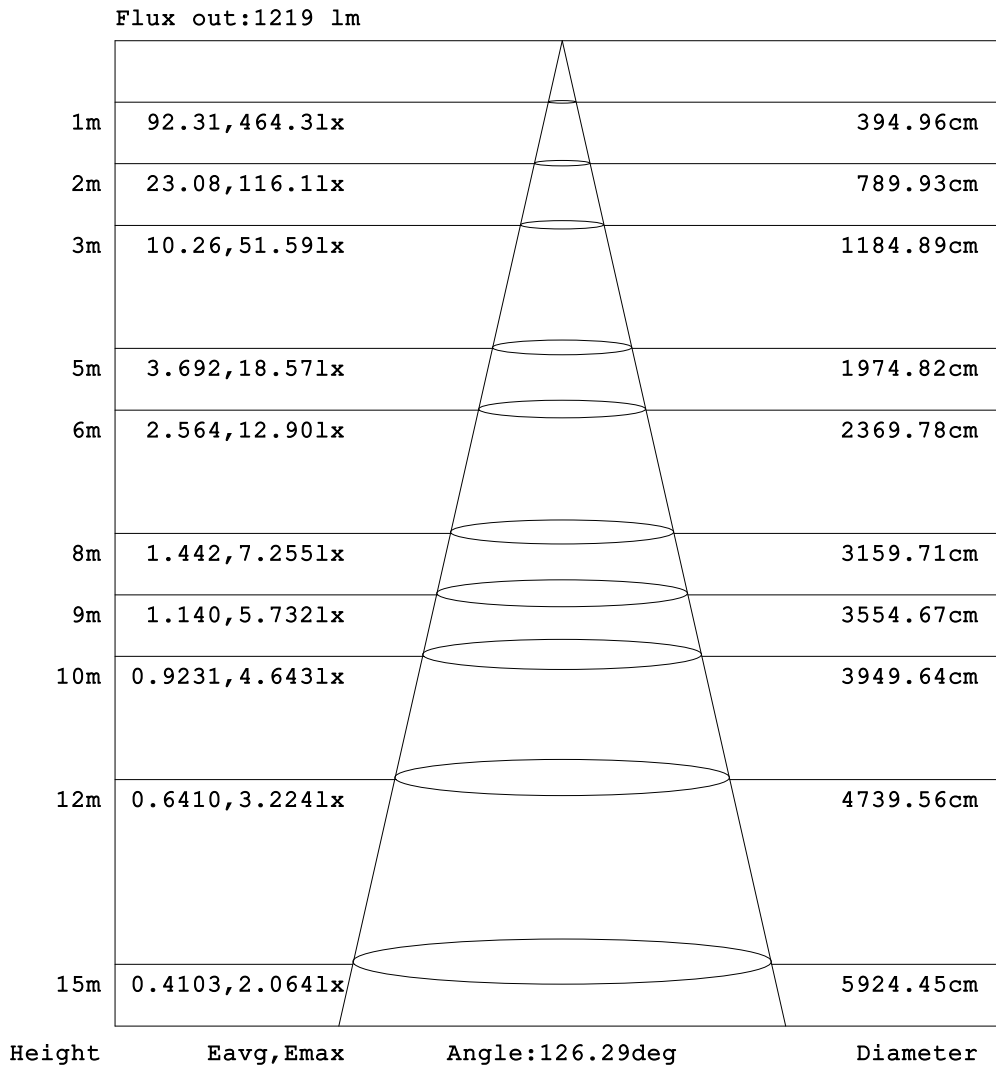 Flux out:1219 lm
1m 92.31,464.3lx 394.96cm
2m 23.08,116.1lx 789.93cm
3m 10.26,51.59lx 1184.89cm
5m 3.692,18.57lx 1974.82cm
6m 2.564,12.90lx 2369.78cm
8m 1.442,7.255lx 3159.71cm
9m 1.140,5.732lx 3554.67cm
10m 0.9231,4.643lx 3949.64cm
12m 0.6410,3.224lx 4739.56cm
15m 0.4103,2.064lx 5924.45cm
Height Eavg,Emax Angle:126.29deg Diameter